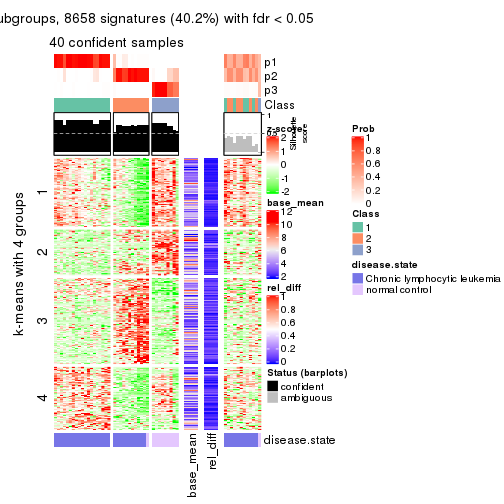 ubgroups, 8658 signatures (40.2%) with fdr < 0.05
40 confident samples
p1
p2
p3
Class
1
0.5
0
Silhouette
score
z-score
2
1
0
-1
-2
base_mean
12
10
8
6
4
2
rel_diff
1
0.8
0.6
0.4
0.2
0
Status (barplots)
confident
ambiguous
Prob
1
0.8
0.6
0.4
0.2
0
Class
1
2
3
disease.state
Chronic lymphocytic leukemia
normal control
k-means with 4 groups
1
2
3
4
base_mean
rel_diff
disease.state